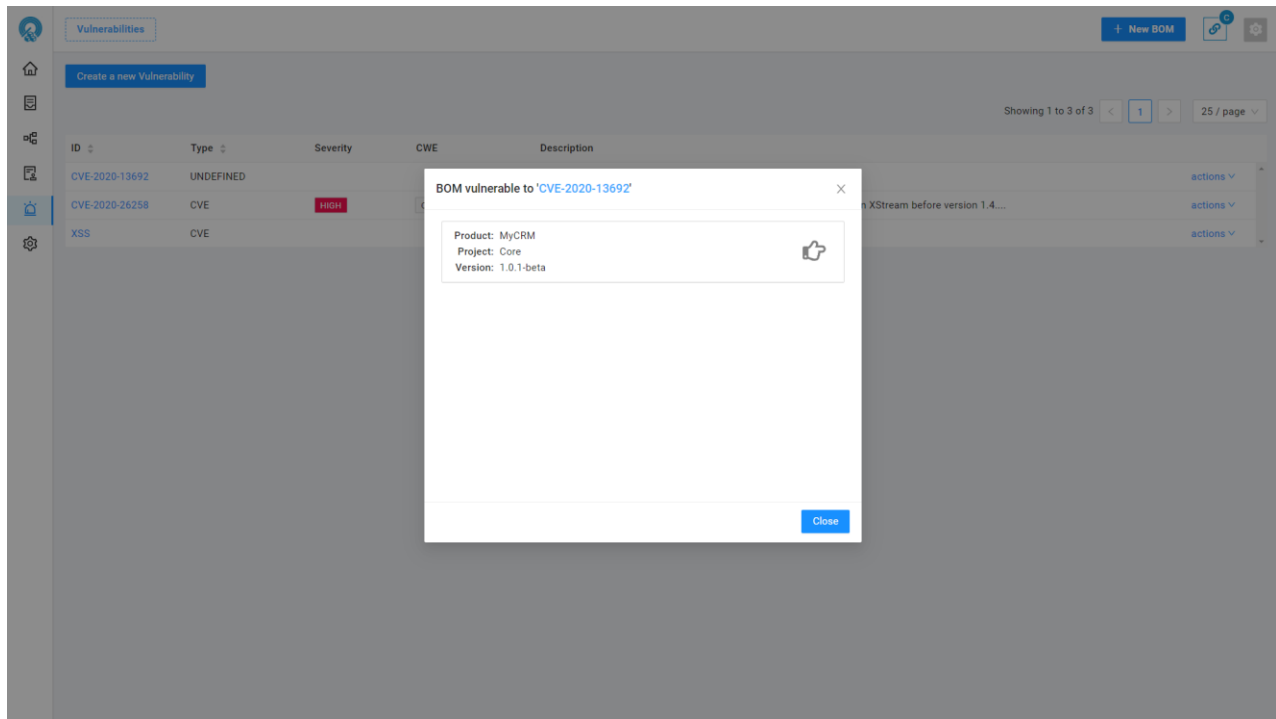 Vulnerabilities
+ New BOM
C
Create a new Vulnerability
Showing 1 to 3 of 3 < 1 > 25 / page
ID Type Severity CWE Description
CVE-2020-13692 UNDEFINED actions
CVE-2020-26258 CVE HIGH n XStream before version 1.4.... actions
XSS CVE actions
BOM vulnerable to 'CVE-2020-13692'
Product: MyCRM
Project: Core
Version: 1.0.1-beta
Close